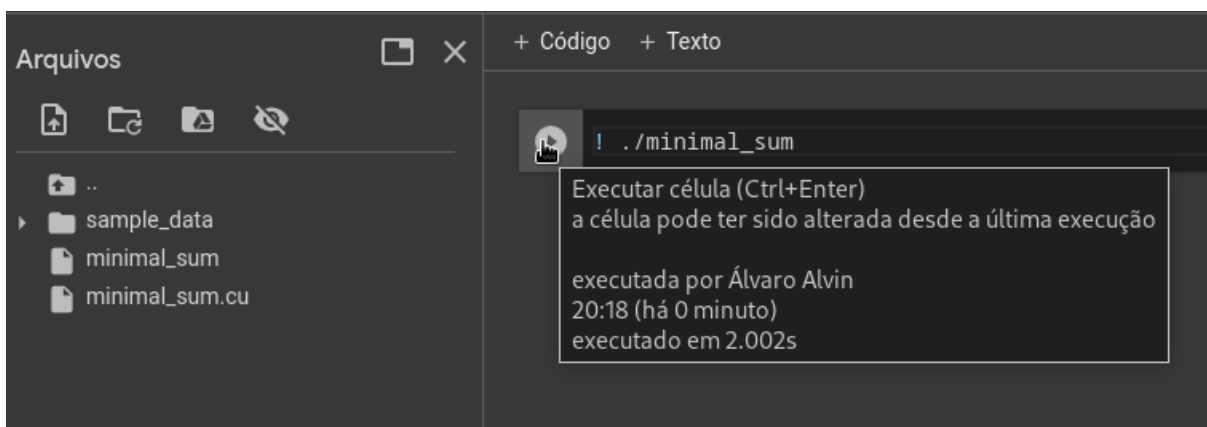 Arquivos
..
sample_data
minimal_sum
minimal_sum.cu
+ Código + Texto
! ./minimal_sum
Executar célula (Ctrl+Enter)
a célula pode ter sido alterada desde a última execução
executada por Álvaro Alvin
20:18 (há 0 minuto)
executado em 2.002s